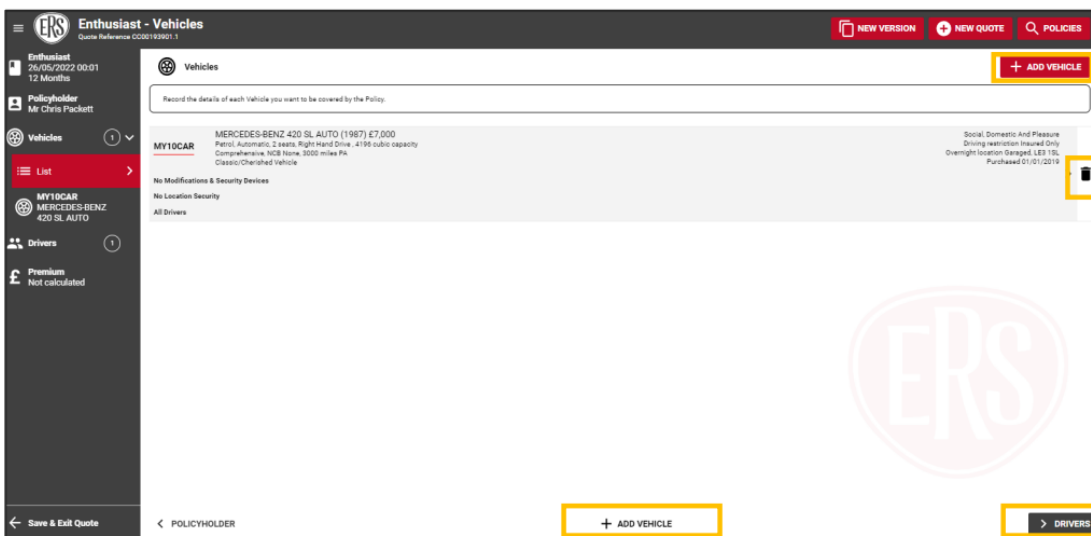 ERS
Enthusiast - Vehicles
Quote Reference CC00193901.1
NEW VERSION
NEW QUOTE
POLICIES
Enthusiast
26/05/2022 00:01
12 Months
Policyholder
Mr Chris Packett
Vehicles 1
List
MY10CAR
MERCEDES-BENZ
420 SL AUTO
Drivers 1
£ Premium
Not calculated
Save & Exit Quote
Vehicles
+ ADD VEHICLE
Record the details of each Vehicle you want to be covered by the Policy.
MY10CAR
MERCEDES-BENZ 420 SL AUTO (1987) £7,000
Petrol, Automatic, 2 seats, Right Hand Drive , 4196 cubic capacity
Comprehensive, NCB None, 3000 miles PA
Classic/Cherished Vehicle
Social, Domestic And Pleasure
Driving restriction Insured Only
Overnight location Garaged, LE3 1SL
Purchased 01/01/2019
No Modifications & Security Devices
No Location Security
All Drivers
ERS
< POLICYHOLDER
+ ADD VEHICLE
> DRIVERS